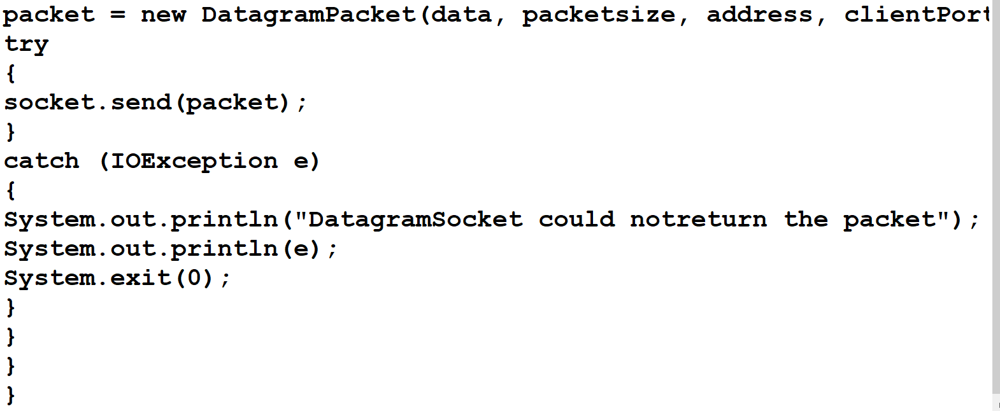 packet = new DatagramPacket(data, packetsize, address, clientPort
try
{
socket.send(packet);
}
catch (IOException e)
{
System.out.println("DatagramSocket could notreturn the packet");
System.out.println(e);
System.exit(0);
}
}
}
}